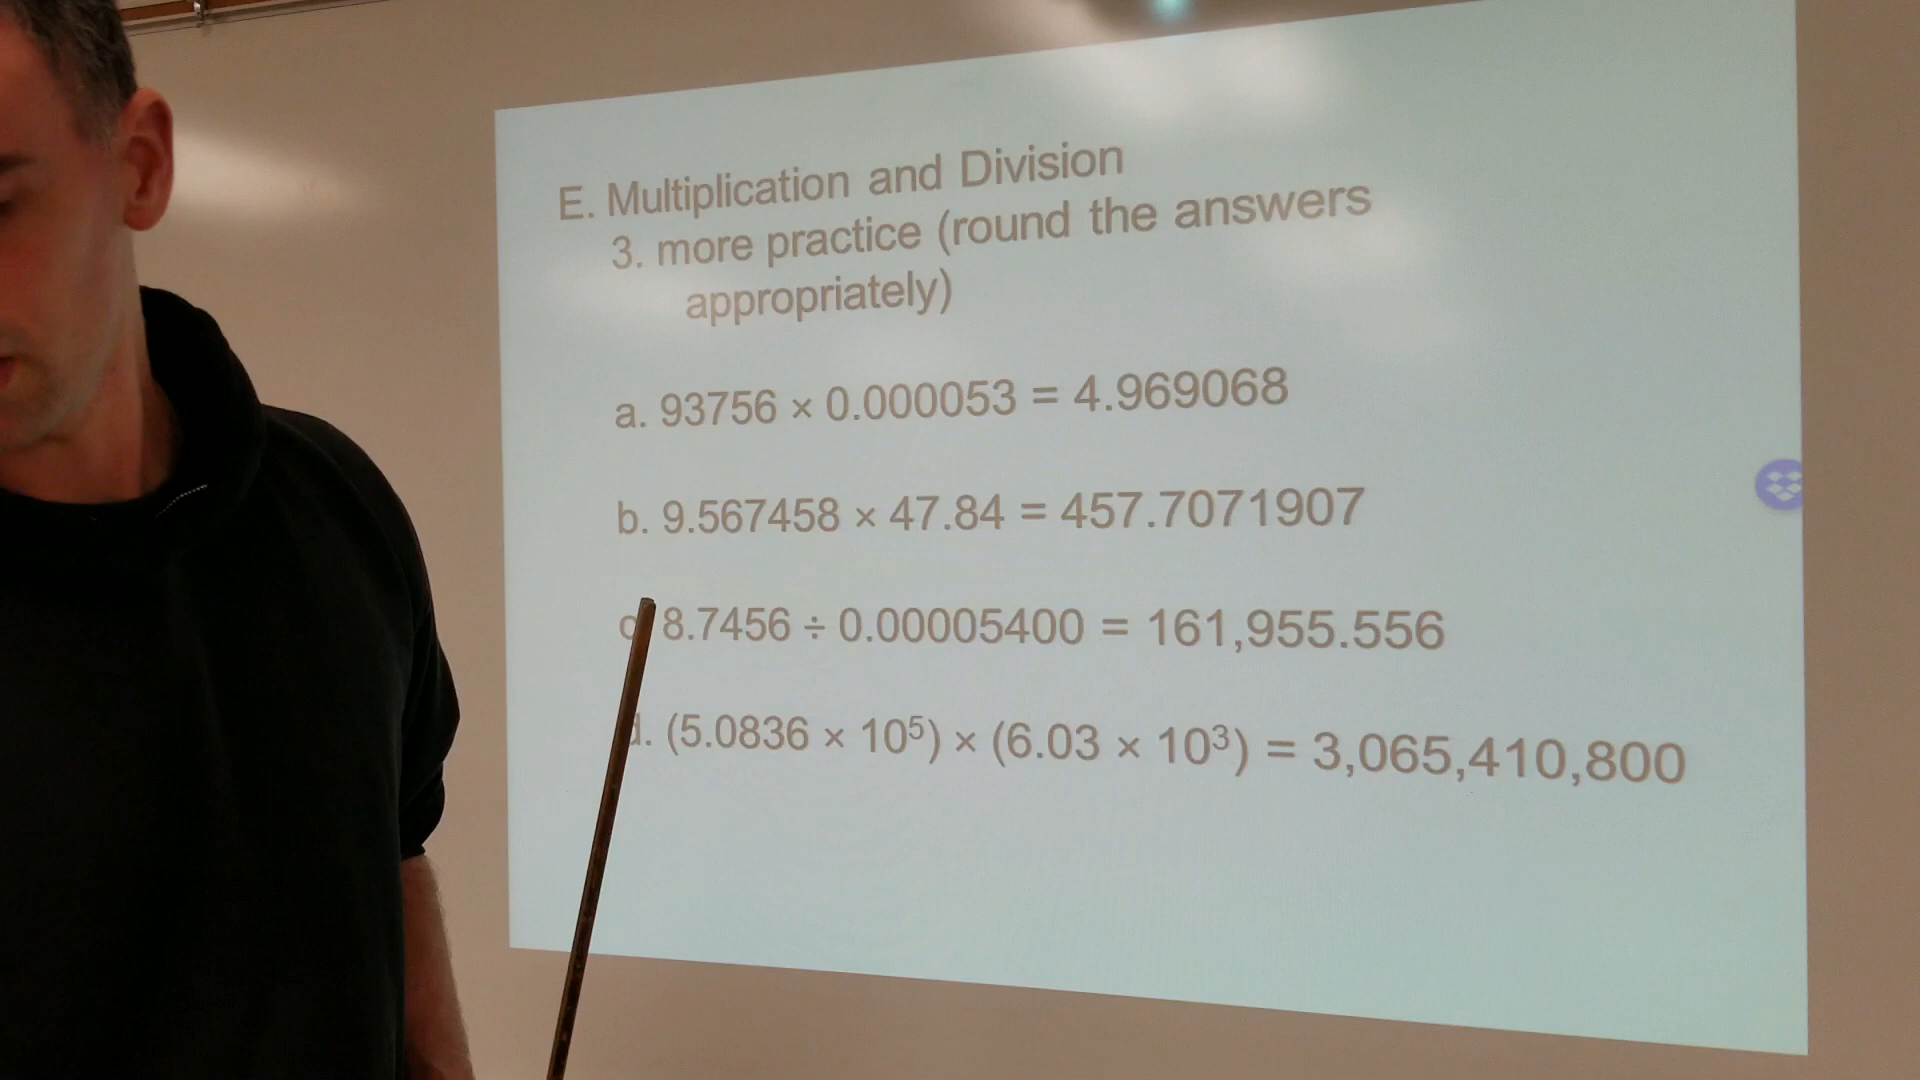 E. Multiplication and Division
3. more practice (round the answers
appropriately)
a. 93756 × 0.000053 = 4.969068
b. 9.567458 × 47.84 = 457.7071907
8.7456 ÷ 0.00005400 = 161,955.556
d. (5.0836 × 10⁵) × (6.03 × 10³) = 3,065,410,800